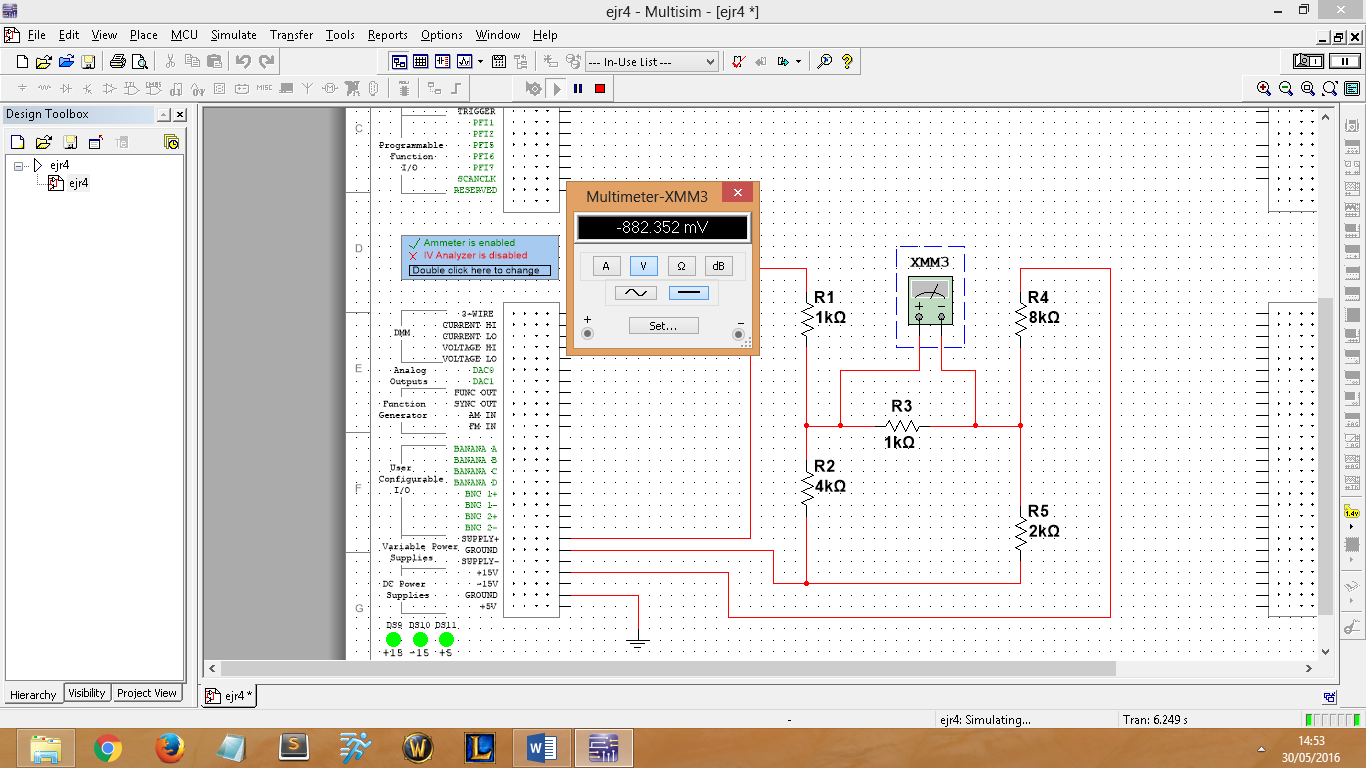 ejr4 - Multisim - [ejr4 *]
File Edit View Place MCU Simulate Transfer Tools Reports Options Window Help
--- In-Use List ---
MISC
Design Toolbox
ejr4
ejr4
Hierarchy Visibility Project View
C
D
E
F
G
TRIGGER
PFI1
PFI2
PFI5
PFI6
PFI7
SCANCLK
RESERVED
Programmable
Function
I/O
Ammeter is enabled
IV Analyzer is disabled
Double click here to change
3-WIRE
CURRENT HI
CURRENT LO
VOLTAGE HI
VOLTAGE LO
DAC0
DAC1
FUNC OUT
SYNC OUT
AM IN
FM IN
DMM
Analog
Outputs
Function
Generator
BANANA A
BANANA B
BANANA C
BANANA D
BNC 1+
BNC 1-
BNC 2+
BNC 2-
SUPPLY+
GROUND
SUPPLY-
+15V
-15V
GROUND
+5V
User
Configurable
I/O
Variable Power
Supplies
DC Power
Supplies
DS9 DS10 DS11
+15 -15 +5
Multimeter-XMM3
-882.352 mV
A V Ω dB
+ Set... -
XMM3
+ -
R1
1kΩ
R4
8kΩ
R3
1kΩ
R2
4kΩ
R5
2kΩ
1.4v
ejr4 *
- ejr4: Simulating... Tran: 6.249 s
14:53
30/05/2016